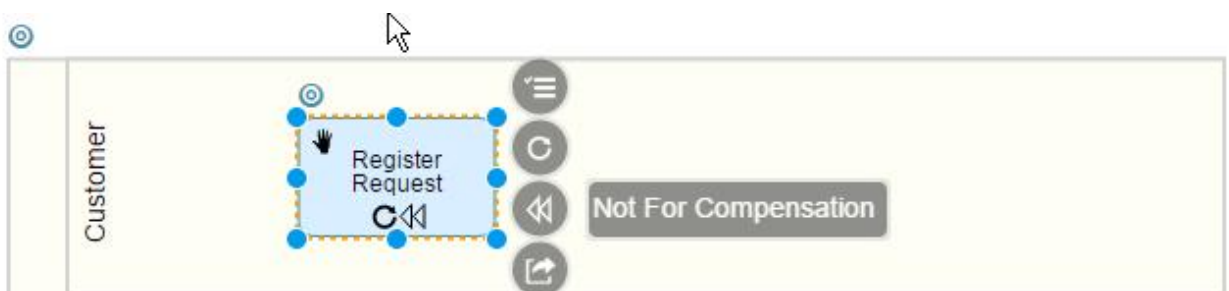 Customer
Register
Request
Not For Compensation